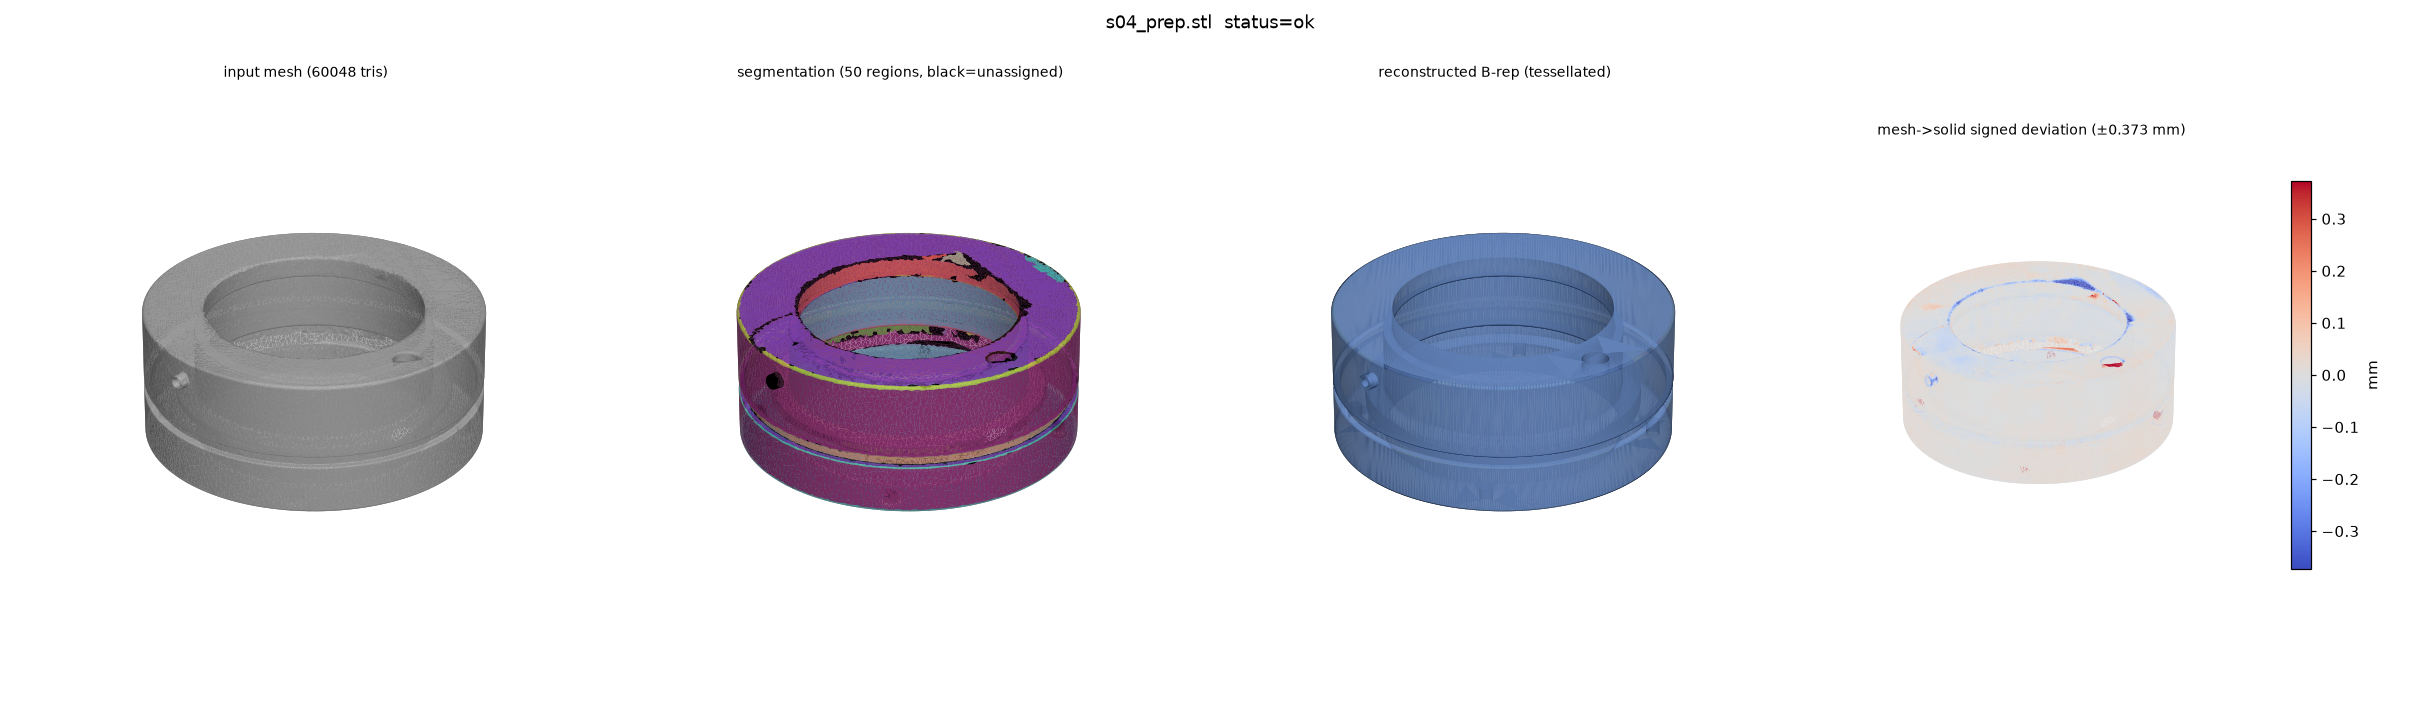 s04_prep.stl  status=ok
input mesh (60048 tris)
segmentation (50 regions, black=unassigned)
reconstructed B-rep (tessellated)
mesh->solid signed deviation (±0.373 mm)
0.3
0.2
0.1
0.0
−0.1
−0.2
−0.3
mm